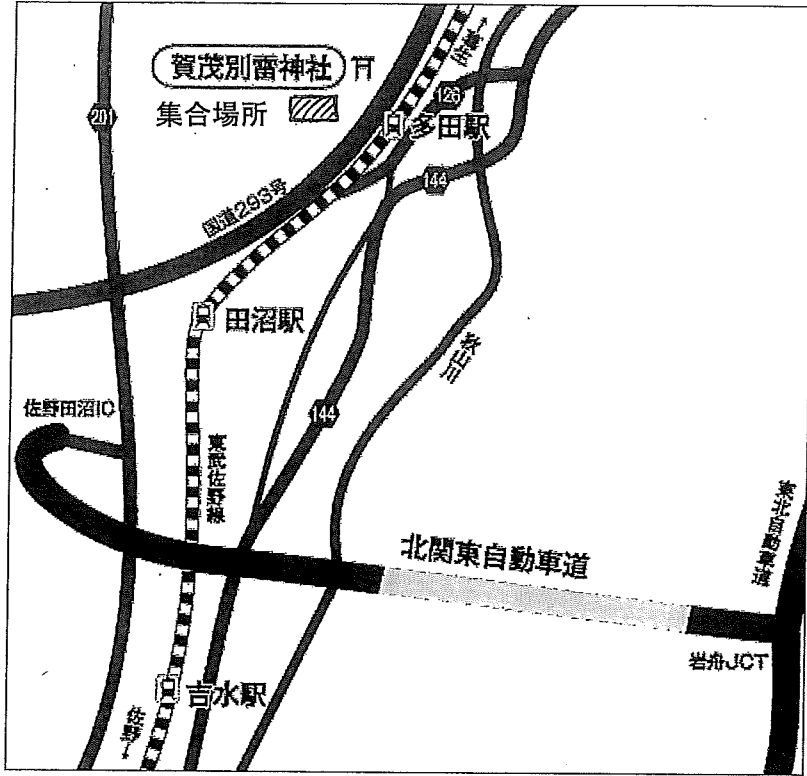 ↑葛生
賀茂別雷神社
集合場所
201
126
多田駅
144
国道293号
田沼駅
秋山川
佐野田沼IC
144
東武佐野線
東北自動車道
北関東自動車道
岩舟JCT
吉水駅
佐野↓